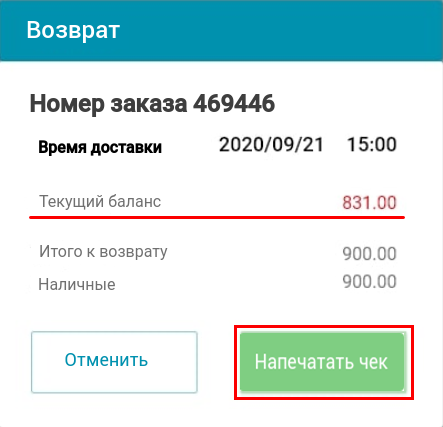 Возврат
Номер заказа 469446
Время доставки 2020/09/21 15:00
Текущий баланс 831.00
Итого к возврату 900.00
Наличные 900.00
Отменить Напечатать чек